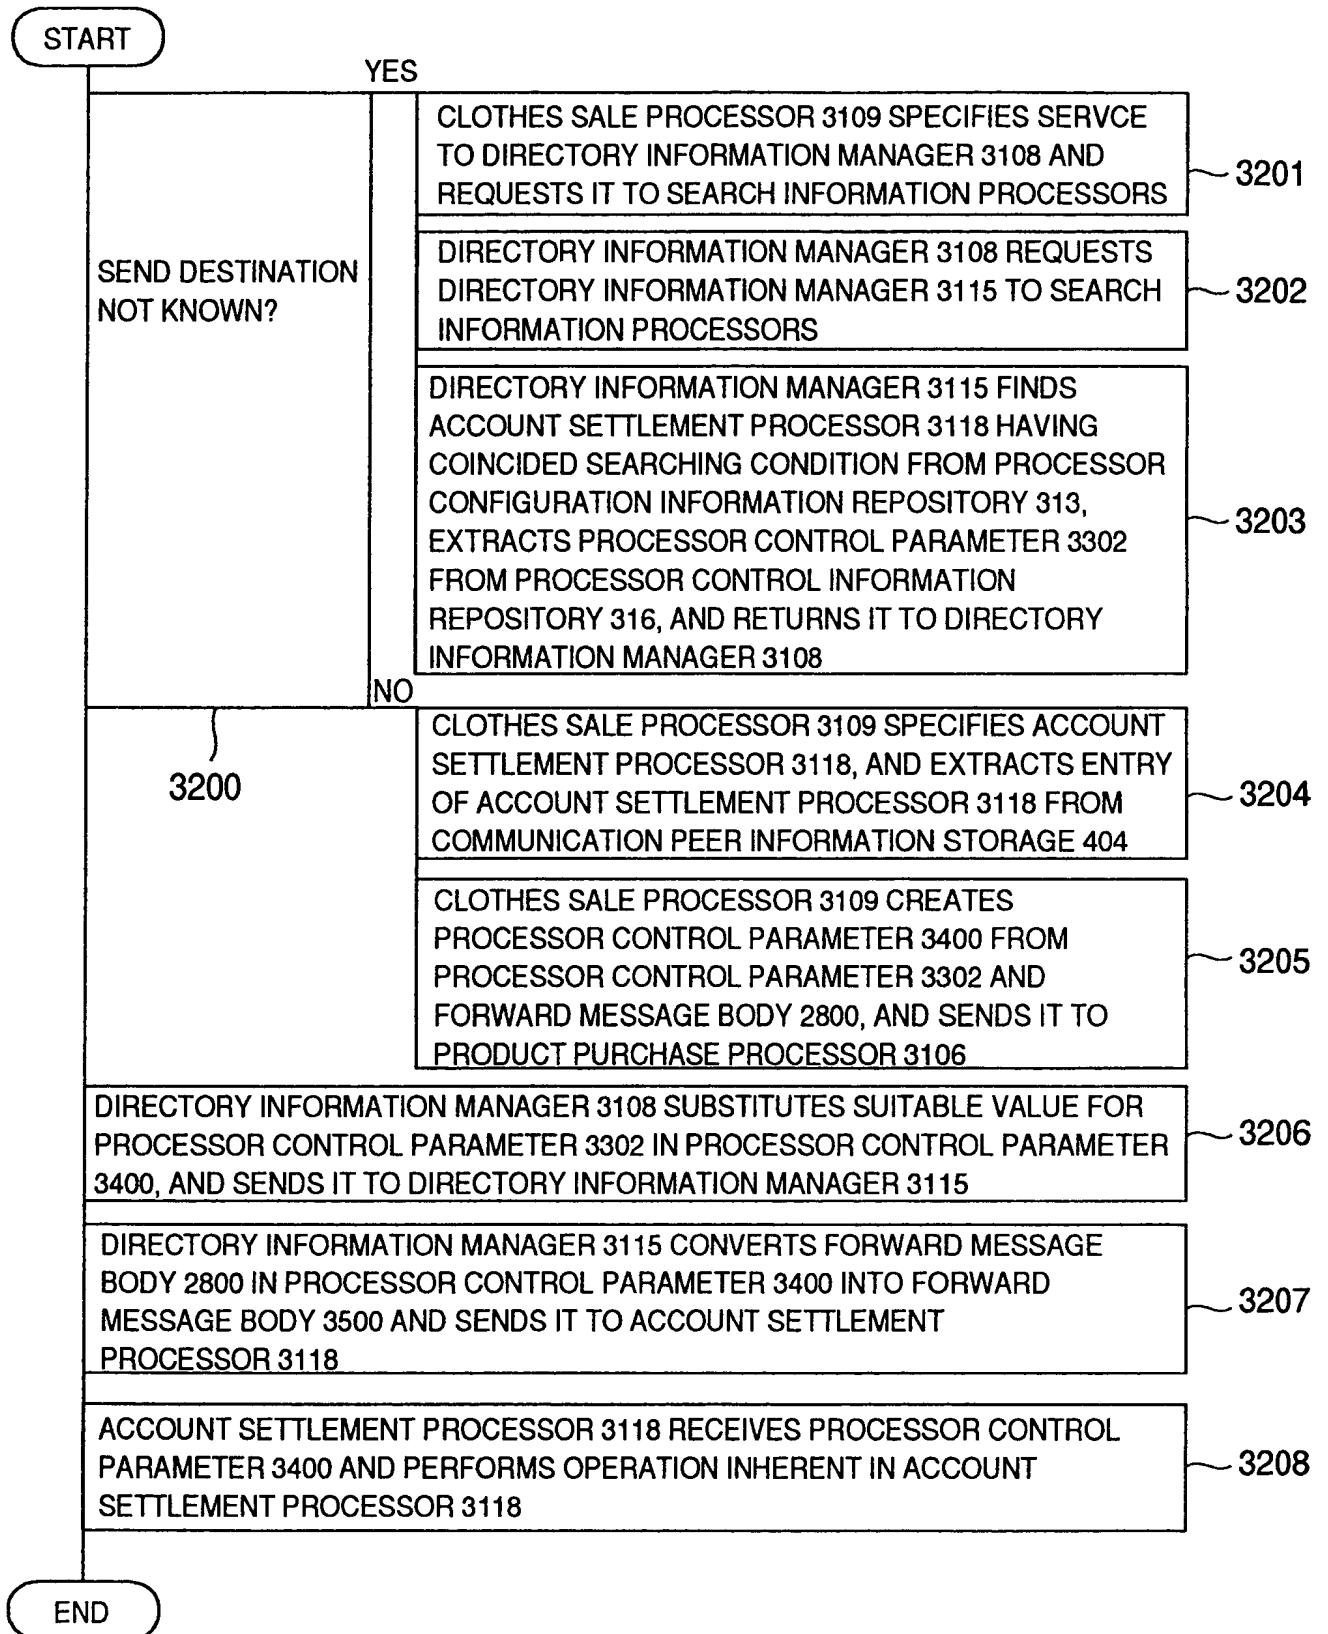 START
YES
CLOTHES SALE PROCESSOR 3109 SPECIFIES SERVCE
TO DIRECTORY INFORMATION MANAGER 3108 AND
REQUESTS IT TO SEARCH INFORMATION PROCESSORS
3201
DIRECTORY INFORMATION MANAGER 3108 REQUESTS
DIRECTORY INFORMATION MANAGER 3115 TO SEARCH
INFORMATION PROCESSORS
3202
SEND DESTINATION
NOT KNOWN?
DIRECTORY INFORMATION MANAGER 3115 FINDS
ACCOUNT SETTLEMENT PROCESSOR 3118 HAVING
COINCIDED SEARCHING CONDITION FROM PROCESSOR
CONFIGURATION INFORMATION REPOSITORY 313,
EXTRACTS PROCESSOR CONTROL PARAMETER 3302
FROM PROCESSOR CONTROL INFORMATION
REPOSITORY 316, AND RETURNS IT TO DIRECTORY
INFORMATION MANAGER 3108
3203
NO
3200
CLOTHES SALE PROCESSOR 3109 SPECIFIES ACCOUNT
SETTLEMENT PROCESSOR 3118, AND EXTRACTS ENTRY
OF ACCOUNT SETTLEMENT PROCESSOR 3118 FROM
COMMUNICATION PEER INFORMATION STORAGE 404
3204
CLOTHES SALE PROCESSOR 3109 CREATES
PROCESSOR CONTROL PARAMETER 3400 FROM
PROCESSOR CONTROL PARAMETER 3302 AND
FORWARD MESSAGE BODY 2800, AND SENDS IT TO
PRODUCT PURCHASE PROCESSOR 3106
3205
DIRECTORY INFORMATION MANAGER 3108 SUBSTITUTES SUITABLE VALUE FOR
PROCESSOR CONTROL PARAMETER 3302 IN PROCESSOR CONTROL PARAMETER
3400, AND SENDS IT TO DIRECTORY INFORMATION MANAGER 3115
3206
DIRECTORY INFORMATION MANAGER 3115 CONVERTS FORWARD MESSAGE
BODY 2800 IN PROCESSOR CONTROL PARAMETER 3400 INTO FORWARD
MESSAGE BODY 3500 AND SENDS IT TO ACCOUNT SETTLEMENT
PROCESSOR 3118
3207
ACCOUNT SETTLEMENT PROCESSOR 3118 RECEIVES PROCESSOR CONTROL
PARAMETER 3400 AND PERFORMS OPERATION INHERENT IN ACCOUNT
SETTLEMENT PROCESSOR 3118
3208
END